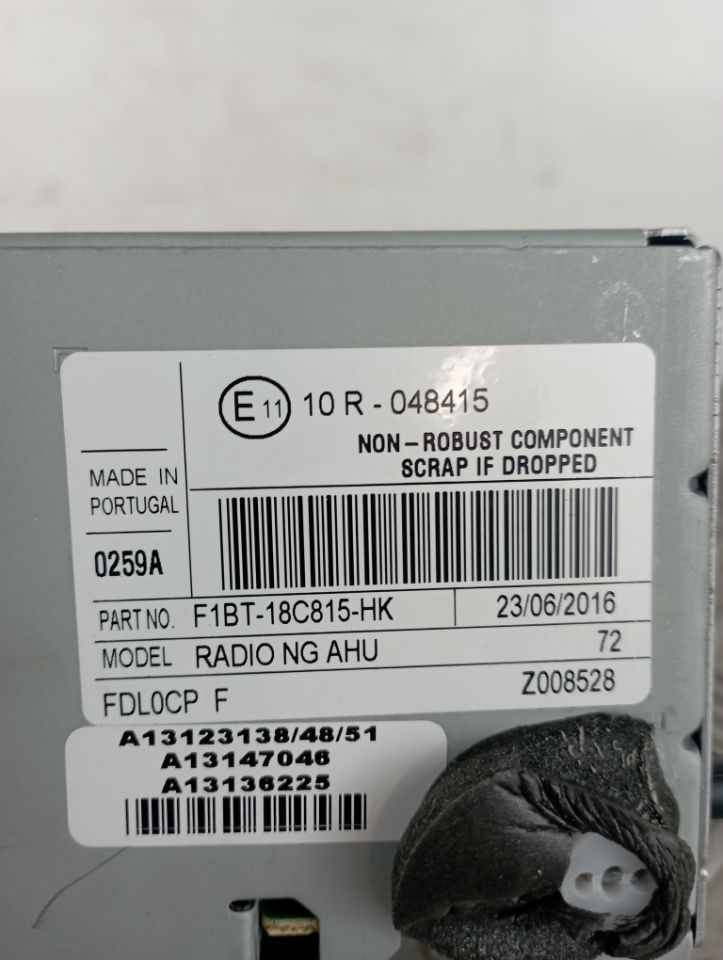 E 11 10 R - 048415
NON-ROBUST COMPONENT
SCRAP IF DROPPED
MADE IN
PORTUGAL
0259A
PART NO. F1BT-18C815-HK 23/06/2016
MODEL RADIO NG AHU 72
FDL0CP F Z008528
A13123138/48/51
A13147046
A13136225